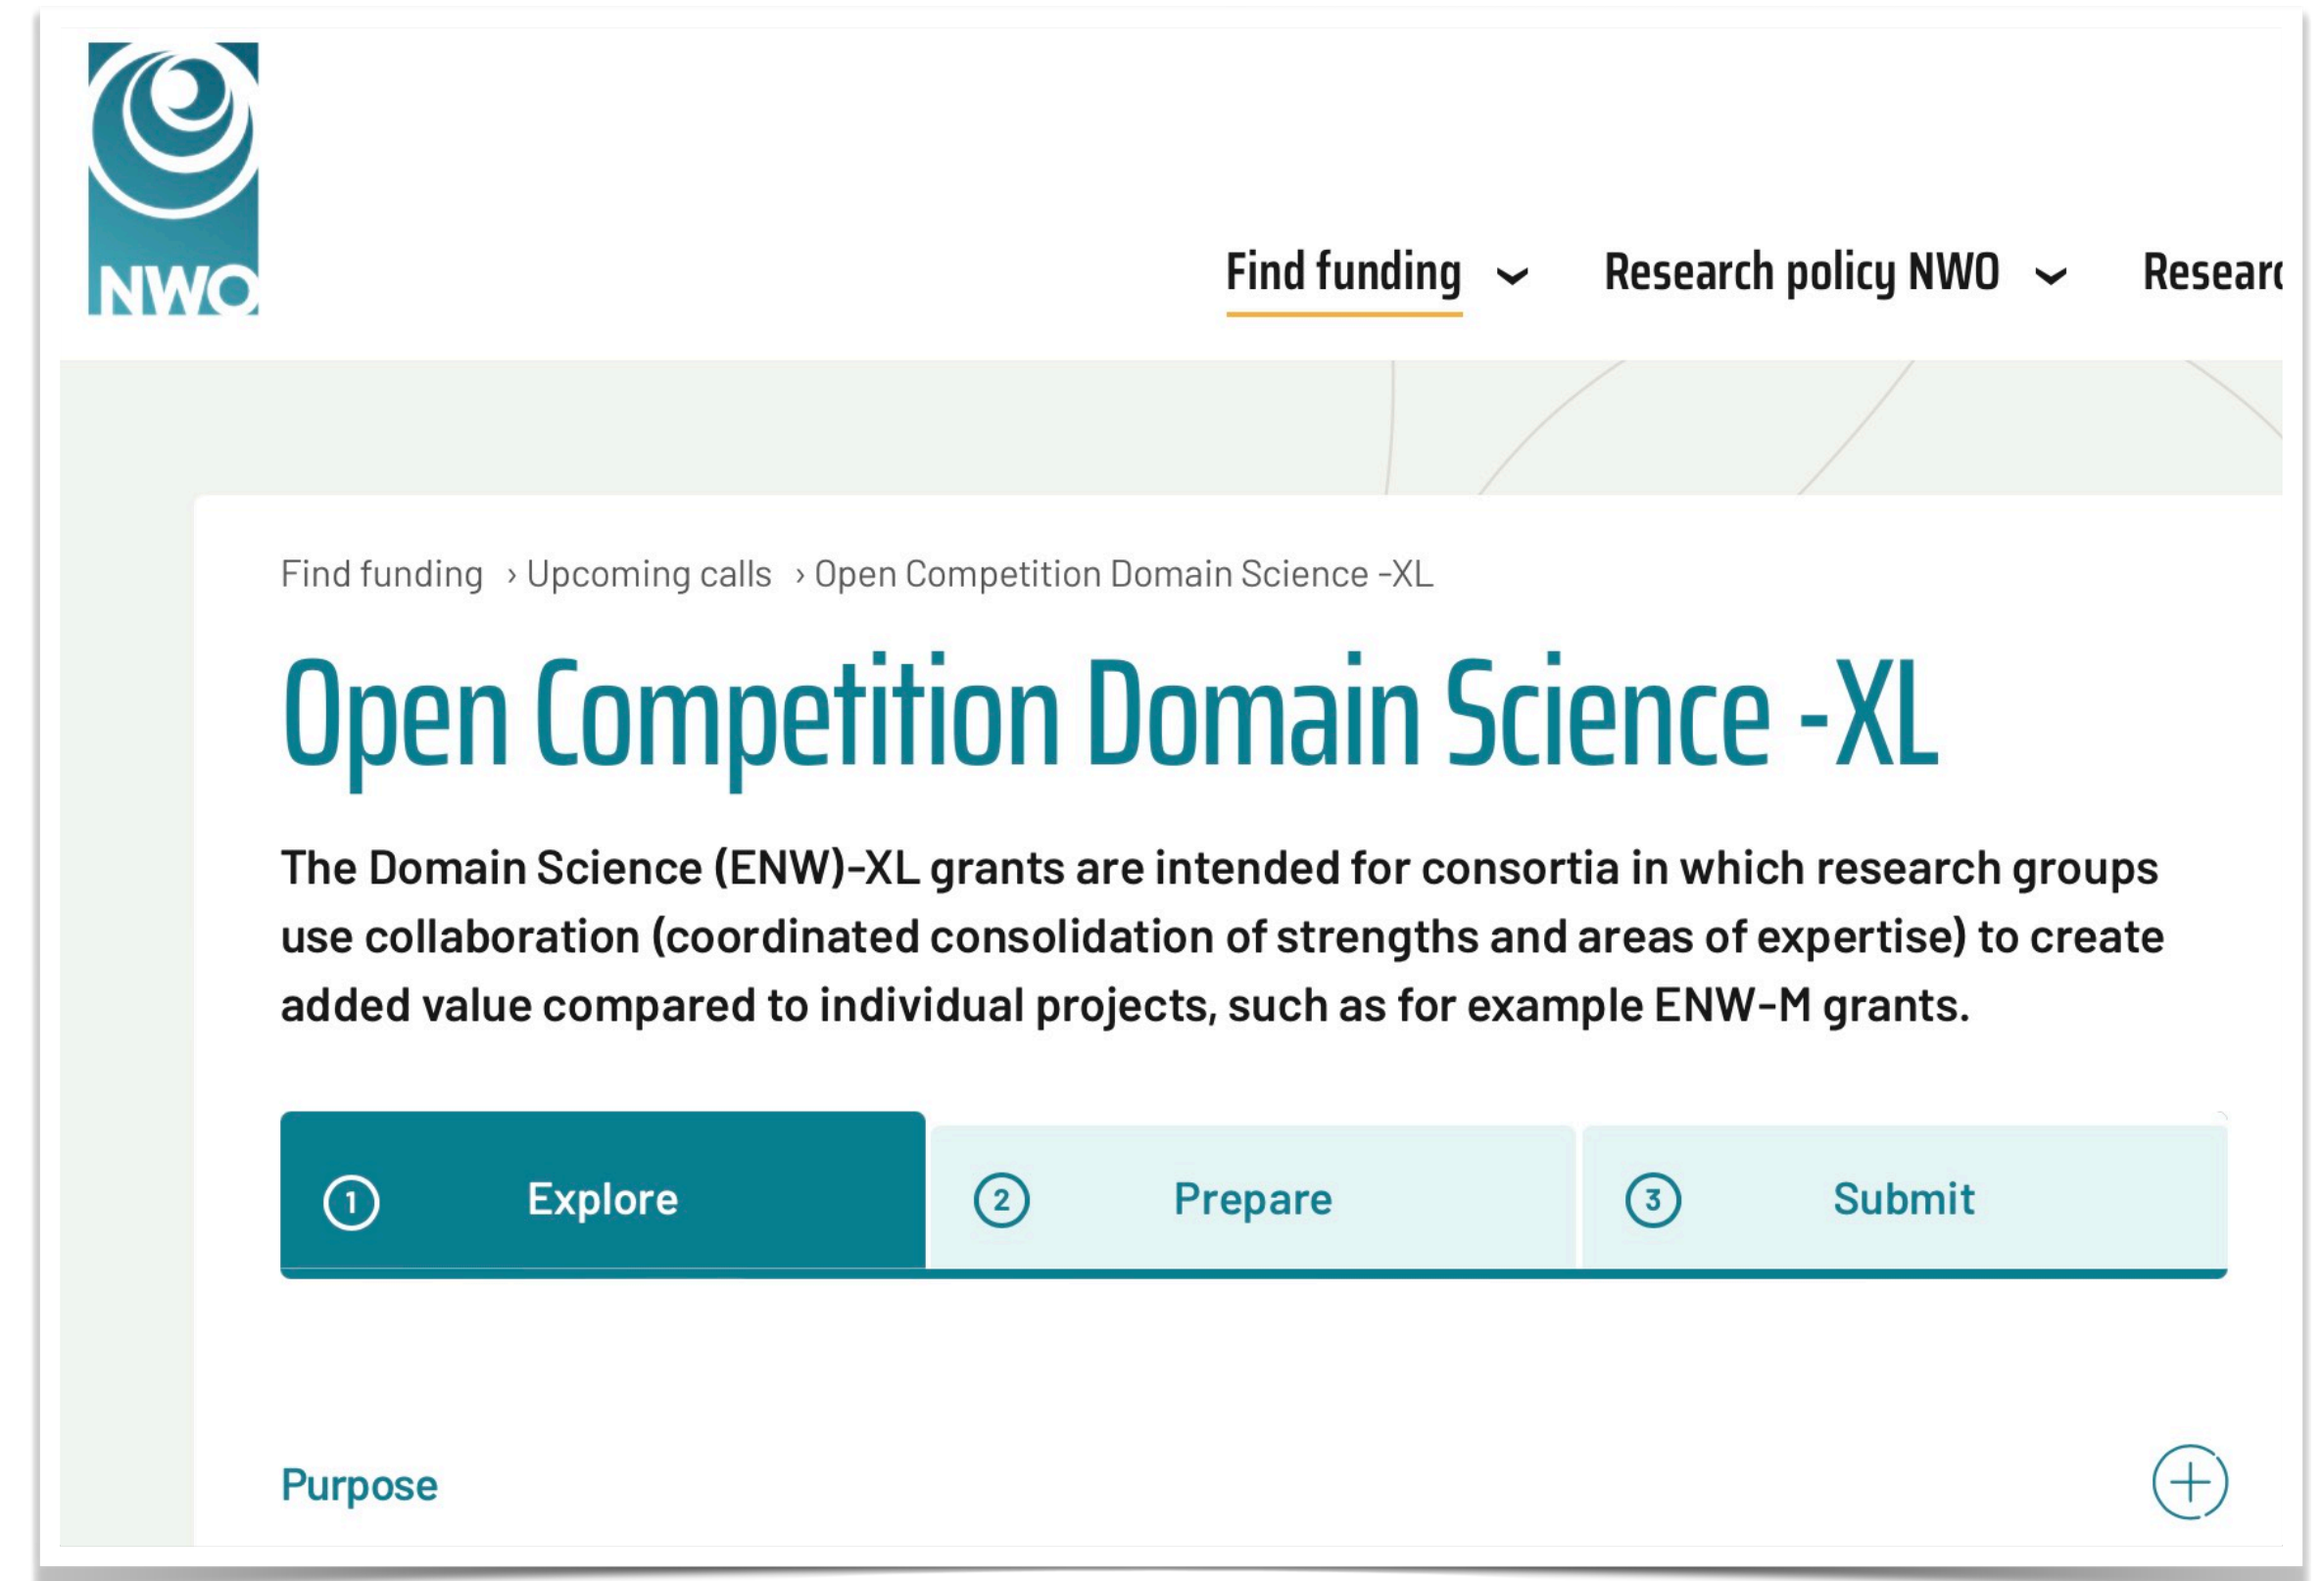 NWO
Find funding Research policy NWO Researc
Find funding › Upcoming calls › Open Competition Domain Science -XL
Open Competition Domain Science -XL
The Domain Science (ENW)-XL grants are intended for consortia in which research groups
use collaboration (coordinated consolidation of strengths and areas of expertise) to create
added value compared to individual projects, such as for example ENW-M grants.
1 Explore 2 Prepare 3 Submit
Purpose